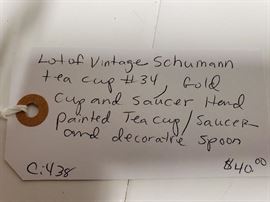 Lot of Vintage Schumann
tea cup #34, Gold
Cup and Saucer Hand
painted Tea cup/Saucer
and decorative spoon
C:438 $40.00